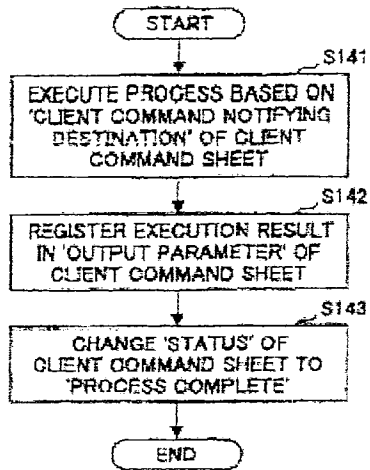 START
S141
EXECUTE PROCESS BASED ON
'CLIENT COMMAND NOTIFYING
DESTINATION' OF CLIENT
COMMAND SHEET
S142
REGISTER EXECUTION RESULT
IN 'OUTPUT PARAMETER' OF
CLIENT COMMAND SHEET
S143
CHANGE 'STATUS' OF
CLIENT COMMAND SHEET TO
'PROCESS COMPLETE'
END